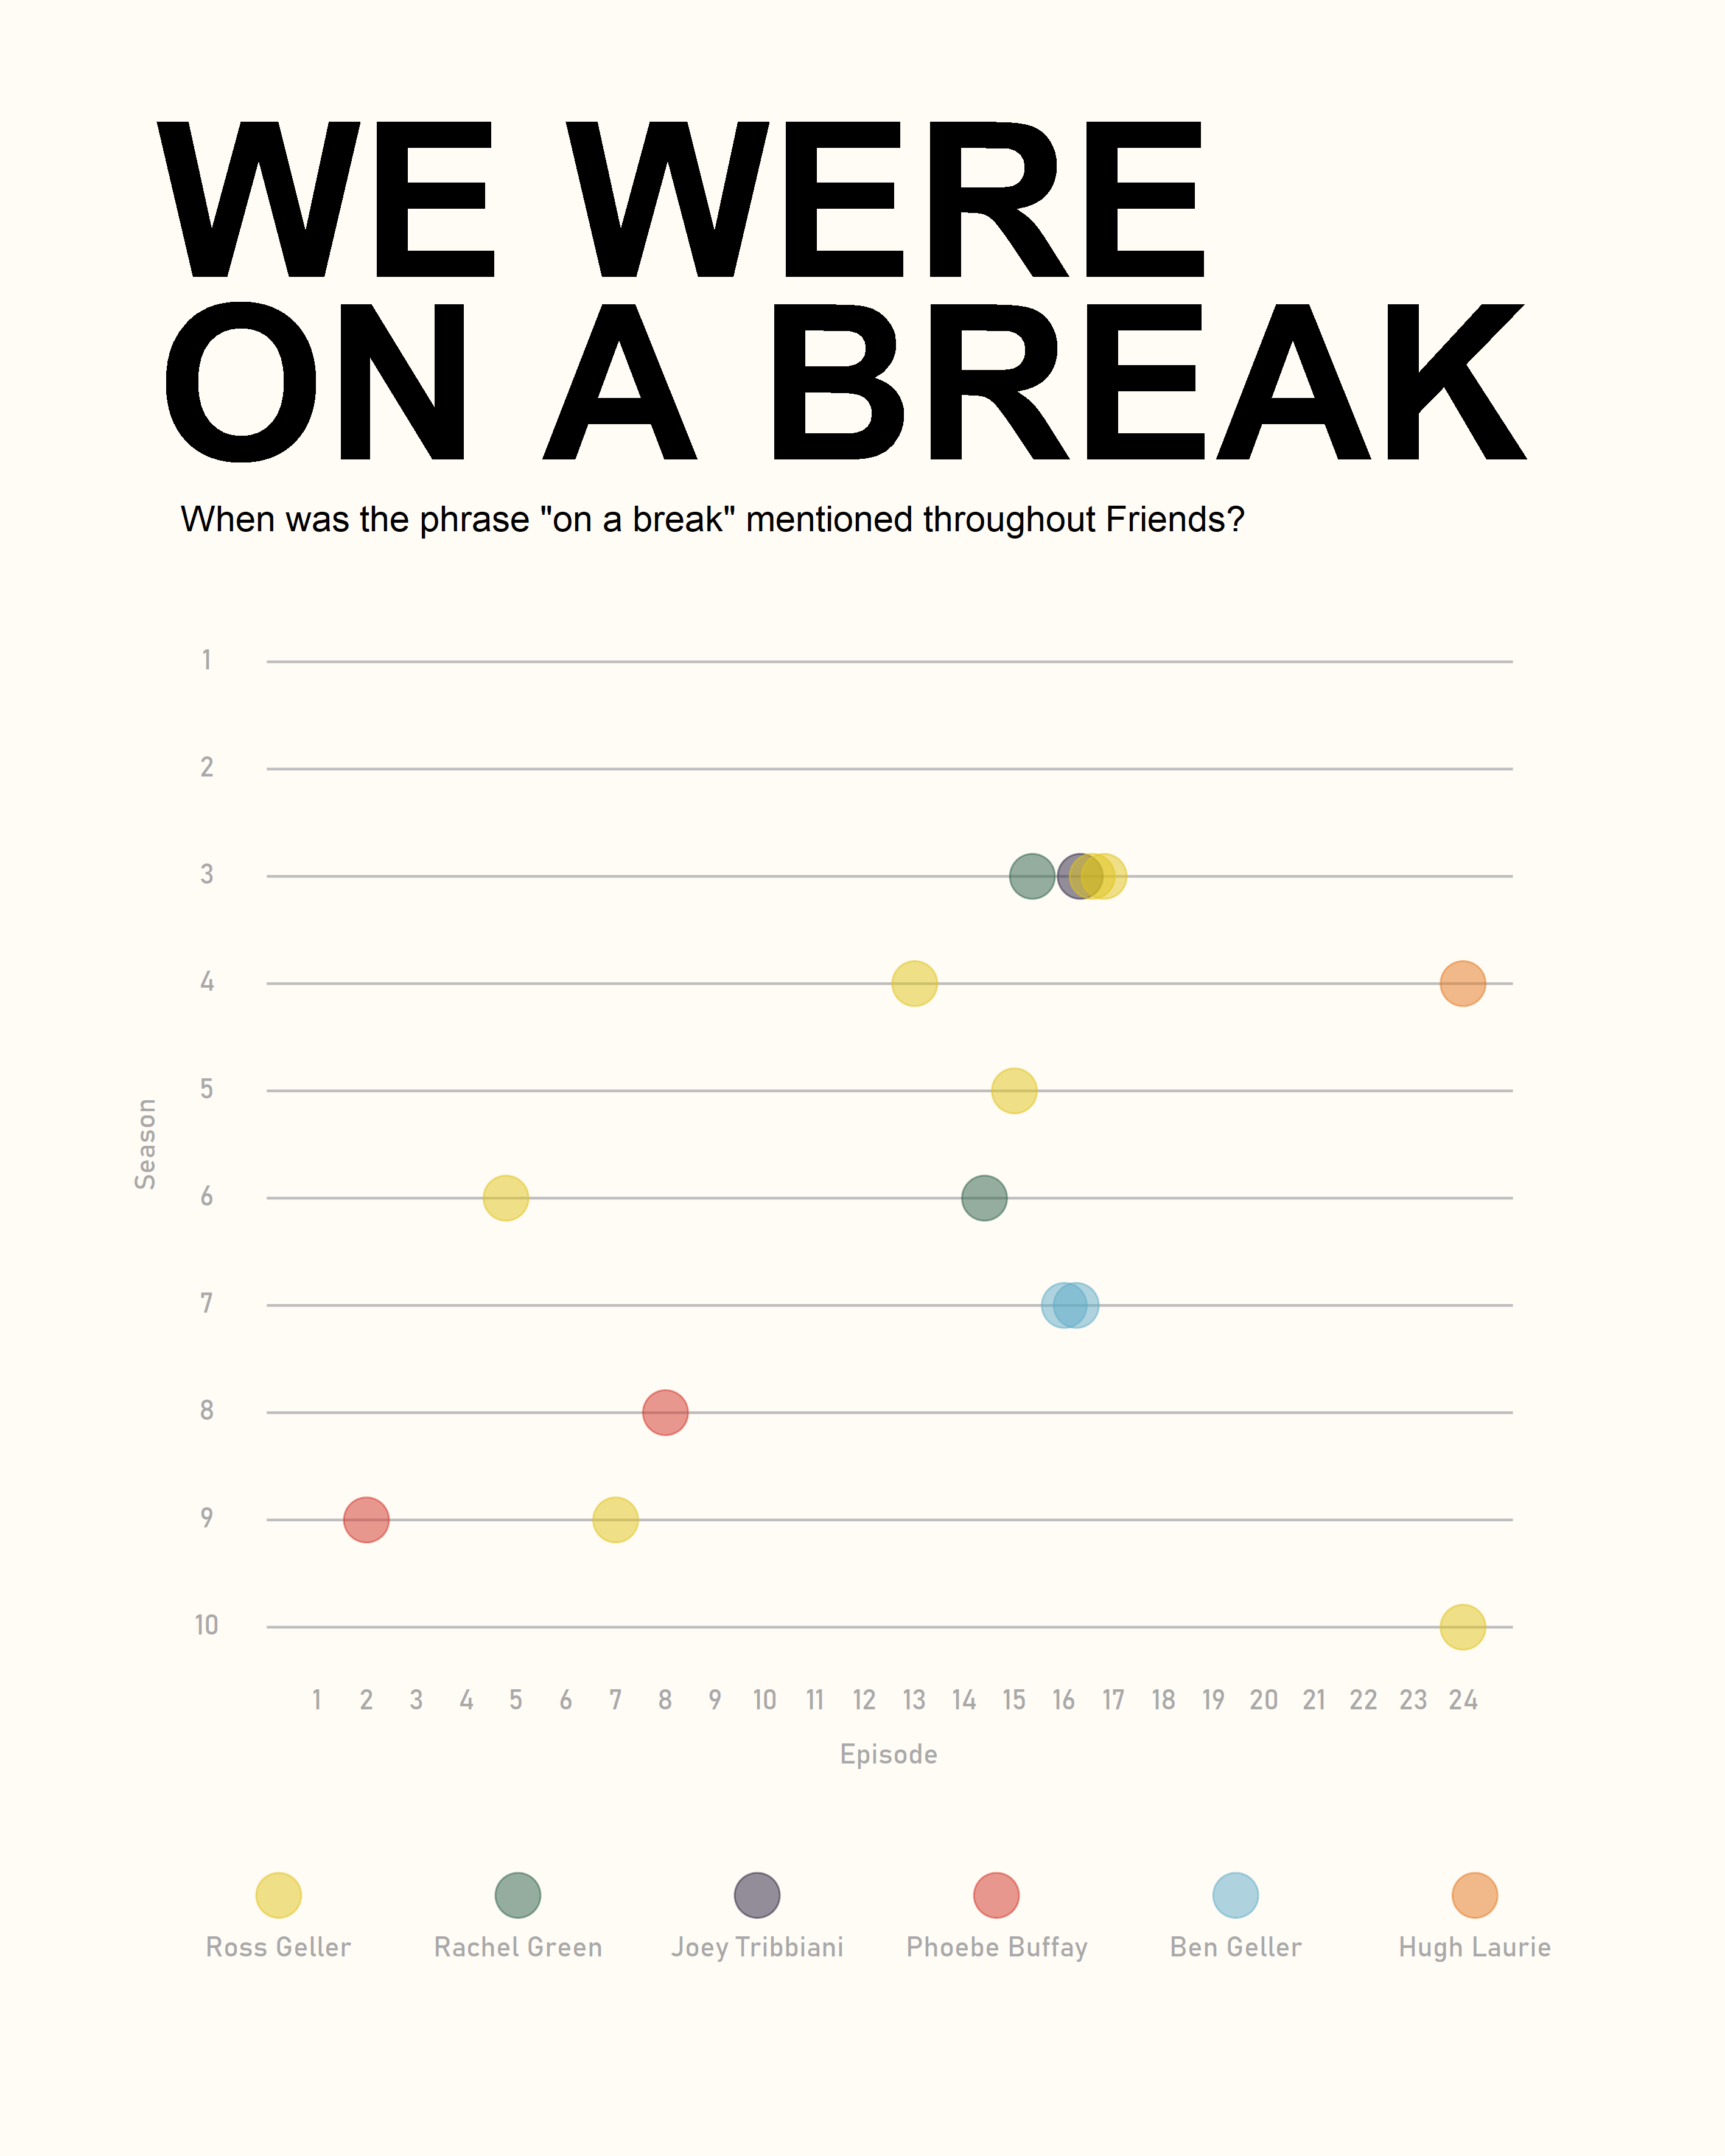 WE WERE
ON A BREAK
When was the phrase "on a break" mentioned throughout Friends?
1
2
3
4
5
6
7
8
9
10
Season
1 2 3 4 5 6 7 8 9 10 11 12 13 14 15 16 17 18 19 20 21 22 23 24
Episode
Ross Geller Rachel Green Joey Tribbiani Phoebe Buffay Ben Geller Hugh Laurie